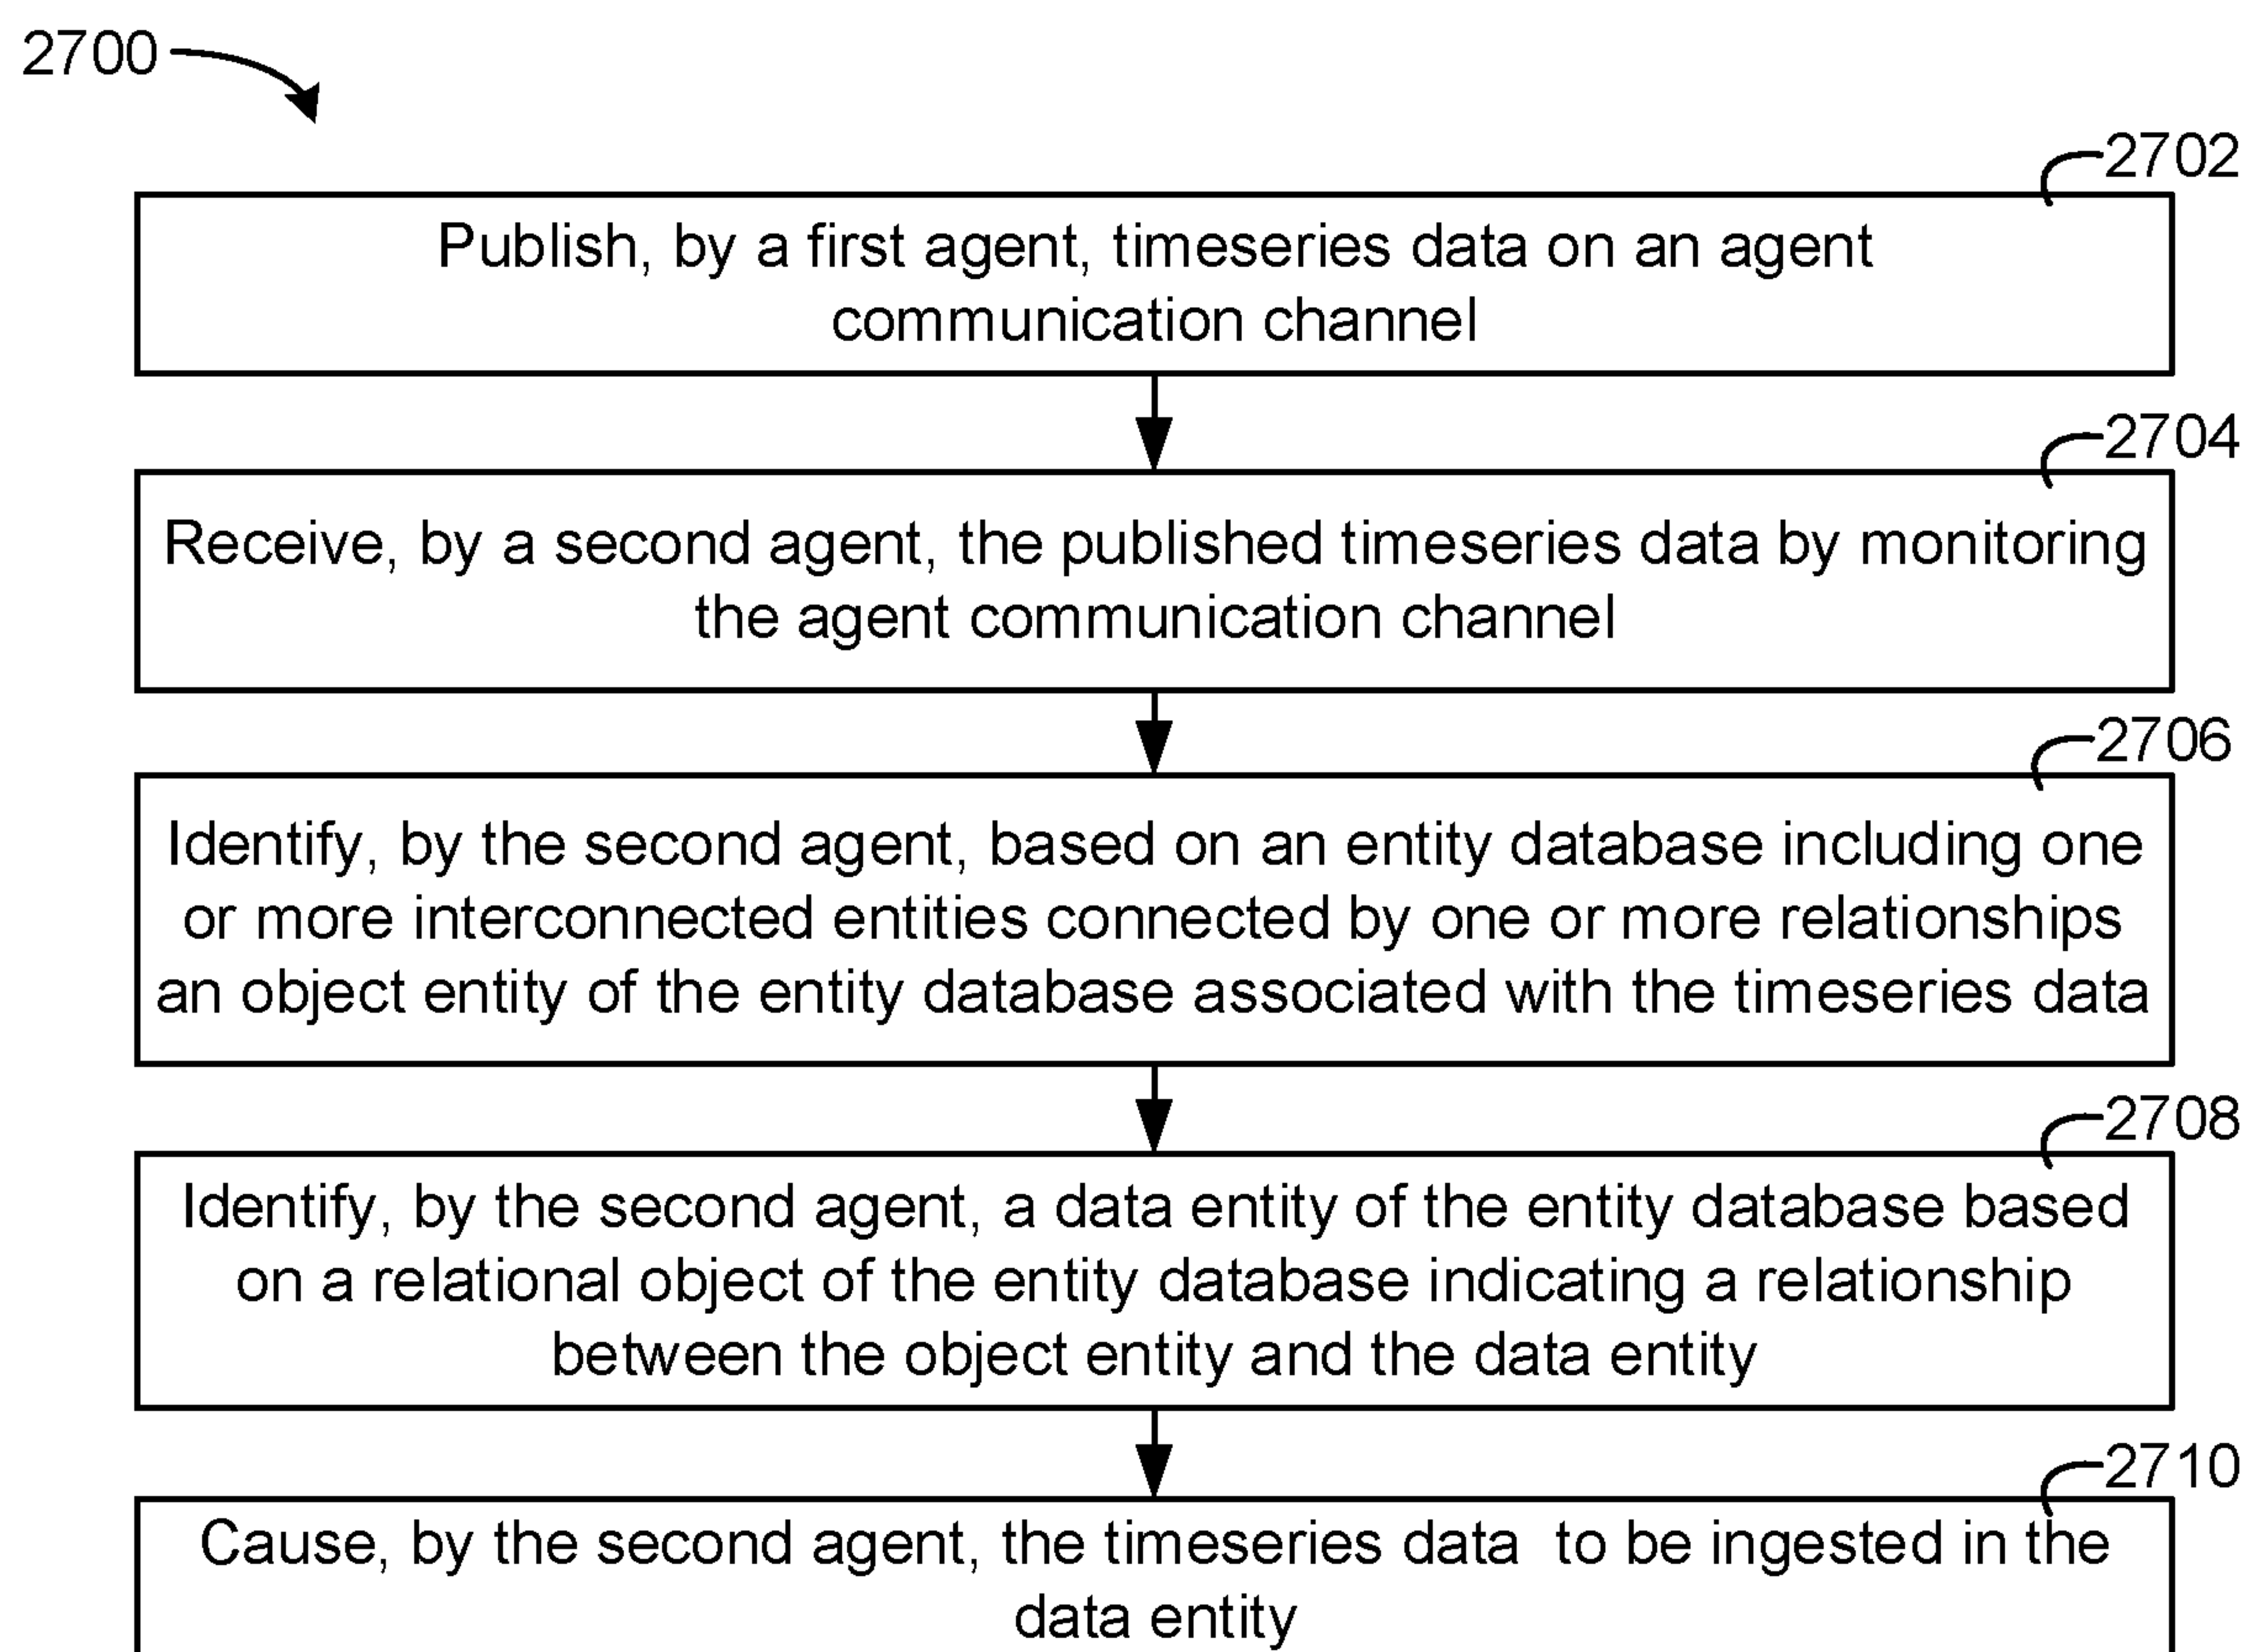 2700
2702
Publish, by a first agent, timeseries data on an agent
communication channel
2704
Receive, by a second agent, the published timeseries data by monitoring
the agent communication channel
2706
Identify, by the second agent, based on an entity database including one
or more interconnected entities connected by one or more relationships
an object entity of the entity database associated with the timeseries data
2708
Identify, by the second agent, a data entity of the entity database based
on a relational object of the entity database indicating a relationship
between the object entity and the data entity
2710
Cause, by the second agent, the timeseries data  to be ingested in the
data entity